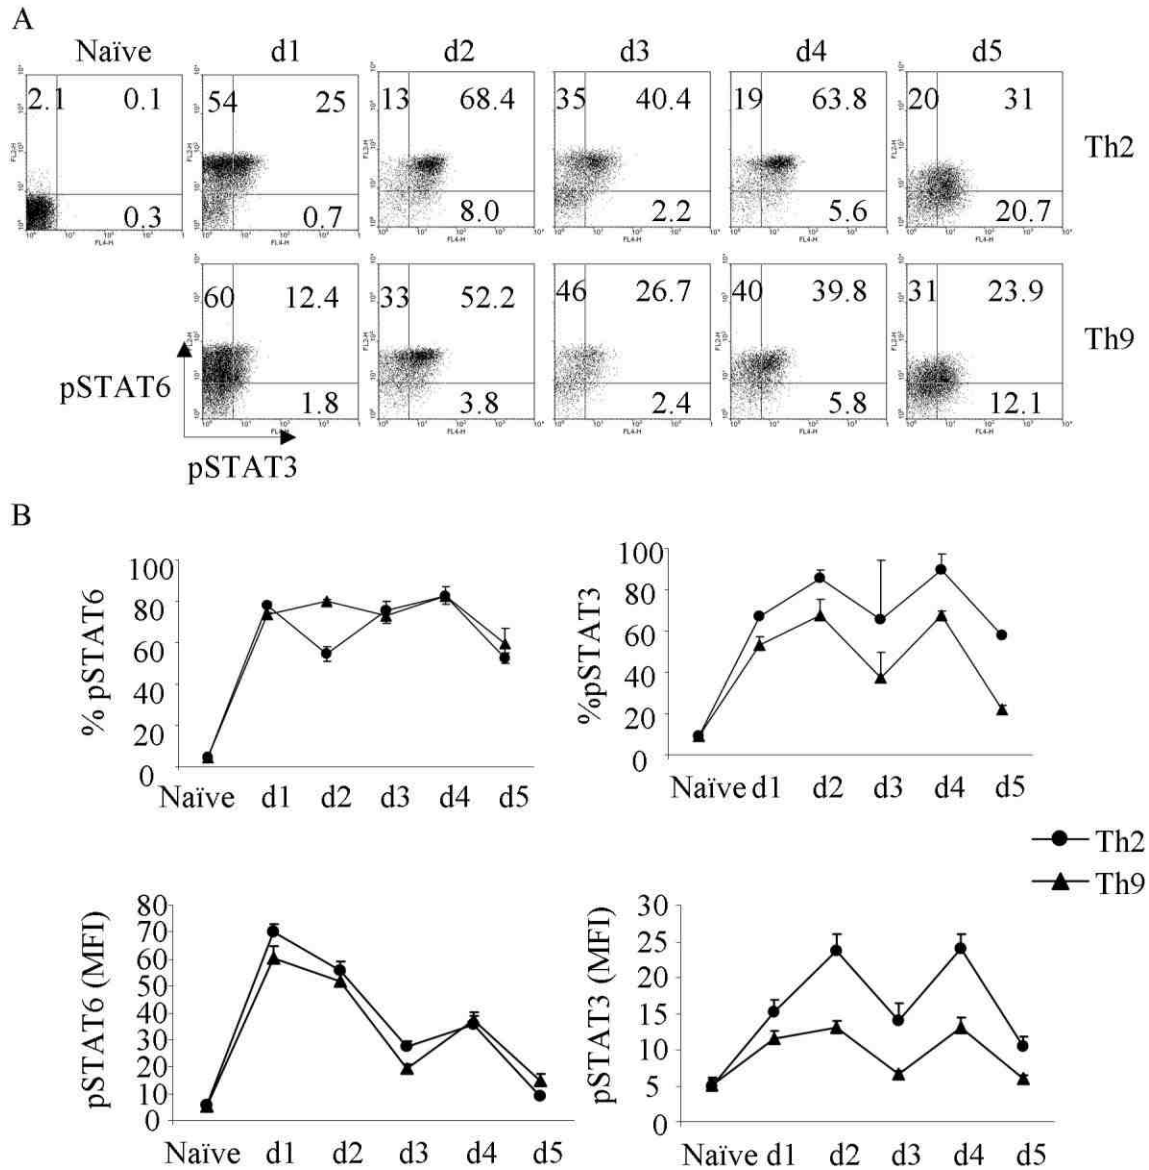 A
Naïve d1 d2 d3 d4 d5
2.1 0.1 54 25 13 68.4 35 40.4 19 63.8 20 31
Th2
0.3 0.7 8.0 2.2 5.6 20.7
60 12.4 33 52.2 46 26.7 40 39.8 31 23.9
Th9
1.8 3.8 2.4 5.8 12.1
pSTAT6
pSTAT3
B
% pSTAT6
100
80
60
40
20
0
Naïve d1 d2 d3 d4 d5
%pSTAT3
100
80
60
40
20
0
Naïve d1 d2 d3 d4 d5
Th2
Th9
pSTAT6 (MFI)
80
70
60
50
40
30
20
10
0
Naïve d1 d2 d3 d4 d5
pSTAT3 (MFI)
30
25
20
15
10
5
0
Naïve d1 d2 d3 d4 d5